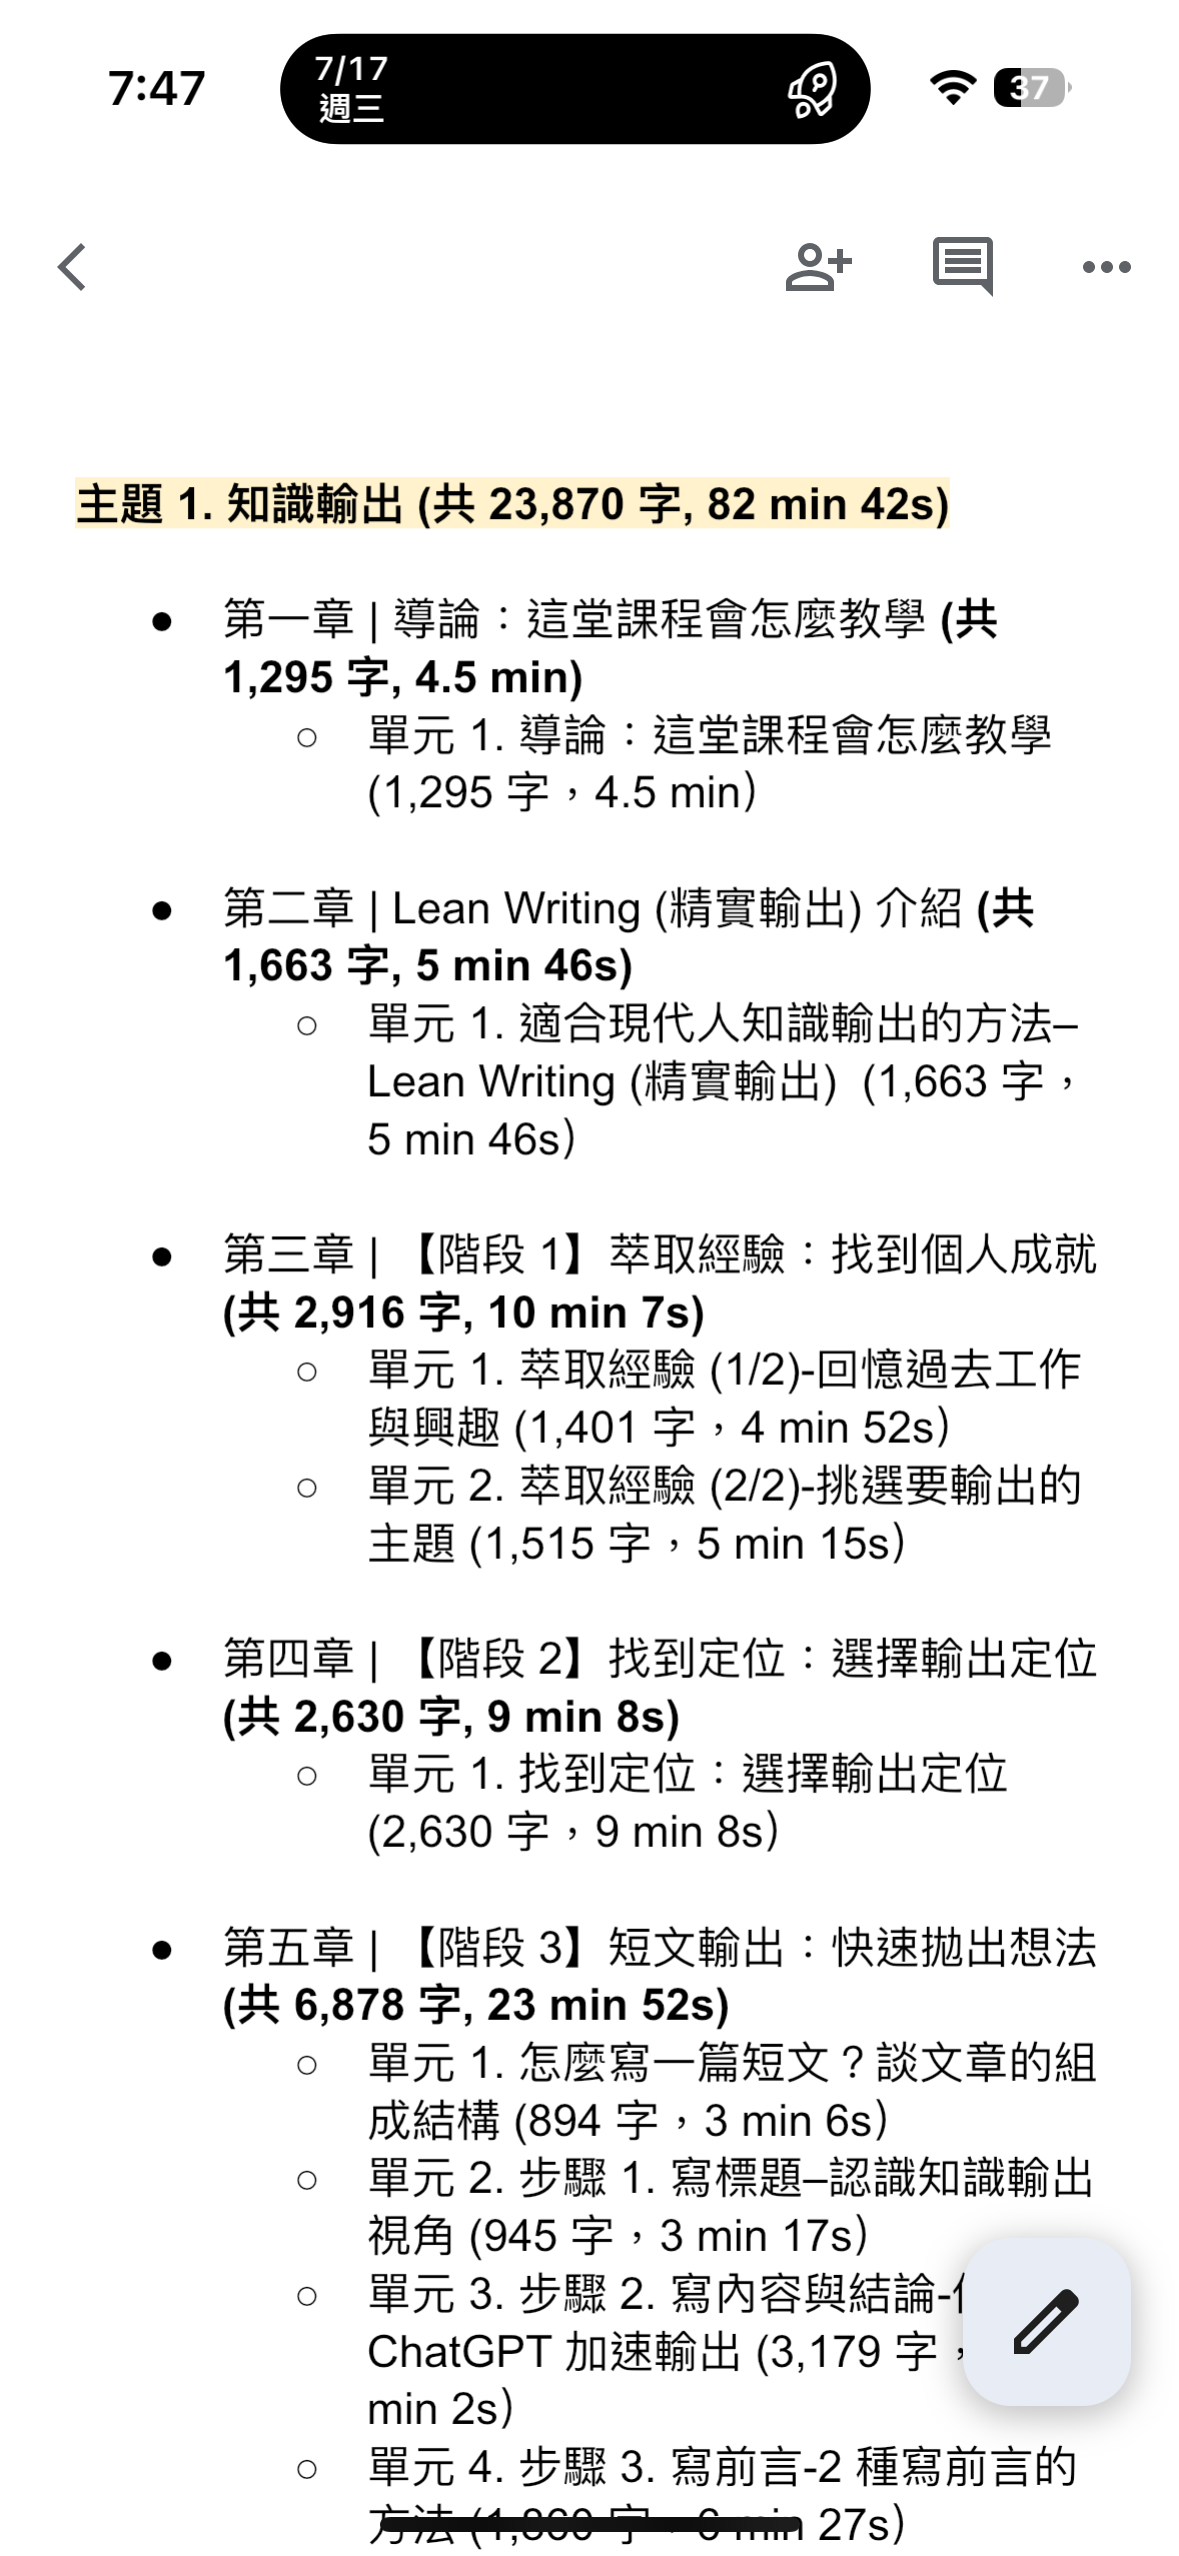 7:47
7/17
週三
37
主題 1. 知識輸出 (共 23,870 字, 82 min 42s)
● 第一章 | 導論：這堂課程會怎麼教學 (共
1,295 字, 4.5 min)
○ 單元 1. 導論：這堂課程會怎麼教學
(1,295 字，4.5 min)
● 第二章 | Lean Writing (精實輸出) 介紹 (共
1,663 字, 5 min 46s)
○ 單元 1. 適合現代人知識輸出的方法–
Lean Writing (精實輸出) (1,663 字，
5 min 46s)
● 第三章 | 【階段 1】萃取經驗：找到個人成就
(共 2,916 字, 10 min 7s)
○ 單元 1. 萃取經驗 (1/2)-回憶過去工作
與興趣 (1,401 字，4 min 52s)
○ 單元 2. 萃取經驗 (2/2)-挑選要輸出的
主題 (1,515 字，5 min 15s)
● 第四章 | 【階段 2】找到定位：選擇輸出定位
(共 2,630 字, 9 min 8s)
○ 單元 1. 找到定位：選擇輸出定位
(2,630 字，9 min 8s)
● 第五章 | 【階段 3】短文輸出：快速拋出想法
(共 6,878 字, 23 min 52s)
○ 單元 1. 怎麼寫一篇短文？談文章的組
成結構 (894 字，3 min 6s)
○ 單元 2. 步驟 1. 寫標題–認識知識輸出
視角 (945 字，3 min 17s)
○ 單元 3. 步驟 2. 寫內容與結論-
ChatGPT 加速輸出 (3,179 字，
min 2s)
○ 單元 4. 步驟 3. 寫前言-2 種寫前言的
方法 (1,860 字，6 min 27s)